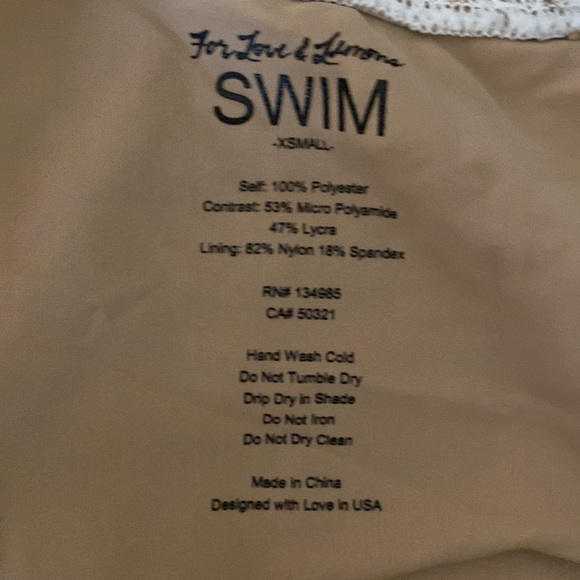 For Love & Lemons
SWIM
-XSMALL-
Self: 100% Polyester
Contrast: 53% Micro Polyamide
47% Lycra
Lining: 82% Nylon 18% Spandex
RN# 134985
CA# 50321
Hand Wash Cold
Do Not Tumble Dry
Drip Dry in Shade
Do Not Iron
Do Not Dry Clean
Made in China
Designed with Love in USA